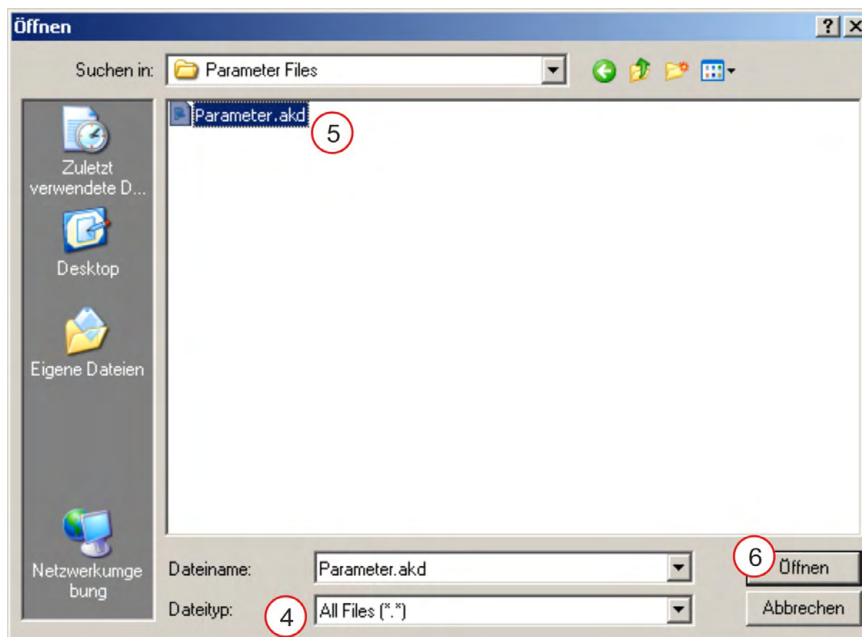 Öffnen
Suchen in: Parameter Files
Parameter.akd
5
Zuletzt
verwendete D...
Desktop
Eigene Dateien
Netzwerkumge
bung
Dateiname: Parameter.akd
6 Öffnen
Dateityp: 4 All Files (*.*)
Abbrechen